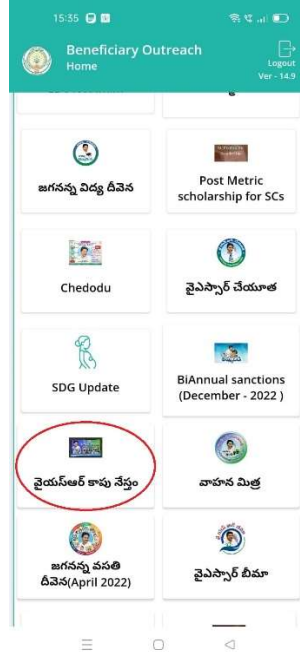 15:35
Beneficiary Outreach
Home
Logout
Ver - 14.9
జగనన్న విద్య దీవెన
Post Metric
scholarship for SCs
Chedodu
వైఎస్సార్ చేయూత
SDG Update
BiAnnual sanctions
(December - 2022 )
వైయస్ఆర్ కాపు నేస్తం
వాహన మిత్ర
జగనన్న వసతి
దీవెన(April 2022)
వైఎస్సార్ బీమా